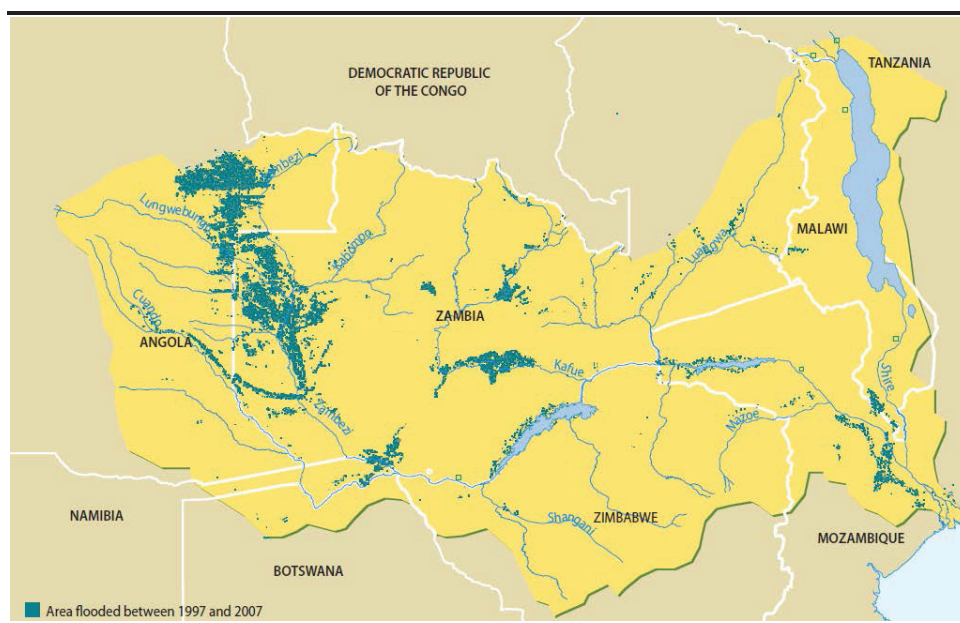 DEMOCRATIC REPUBLIC
OF THE CONGO
TANZANIA
Zambezi
Lungwebungu
MALAWI
Luangwa
Kabompo
Cuando
ZAMBIA
ANGOLA
Kafue
Shire
Zambezi
Mazoe
NAMIBIA
Shangani
ZIMBABWE
MOZAMBIQUE
BOTSWANA
Area flooded between 1997 and 2007